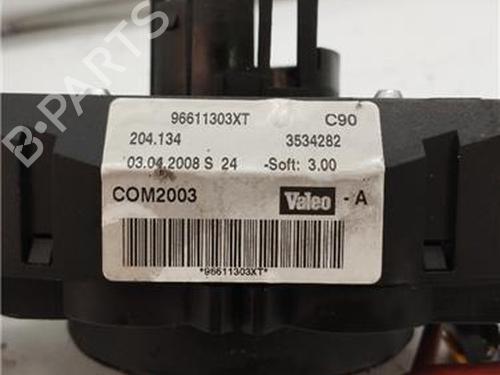 B-PARTS
96611303XT C90
204.134 3534282
03.04.2008 S 24 -Soft: 3.00
COM2003 Valeo - A
*96611303XT*